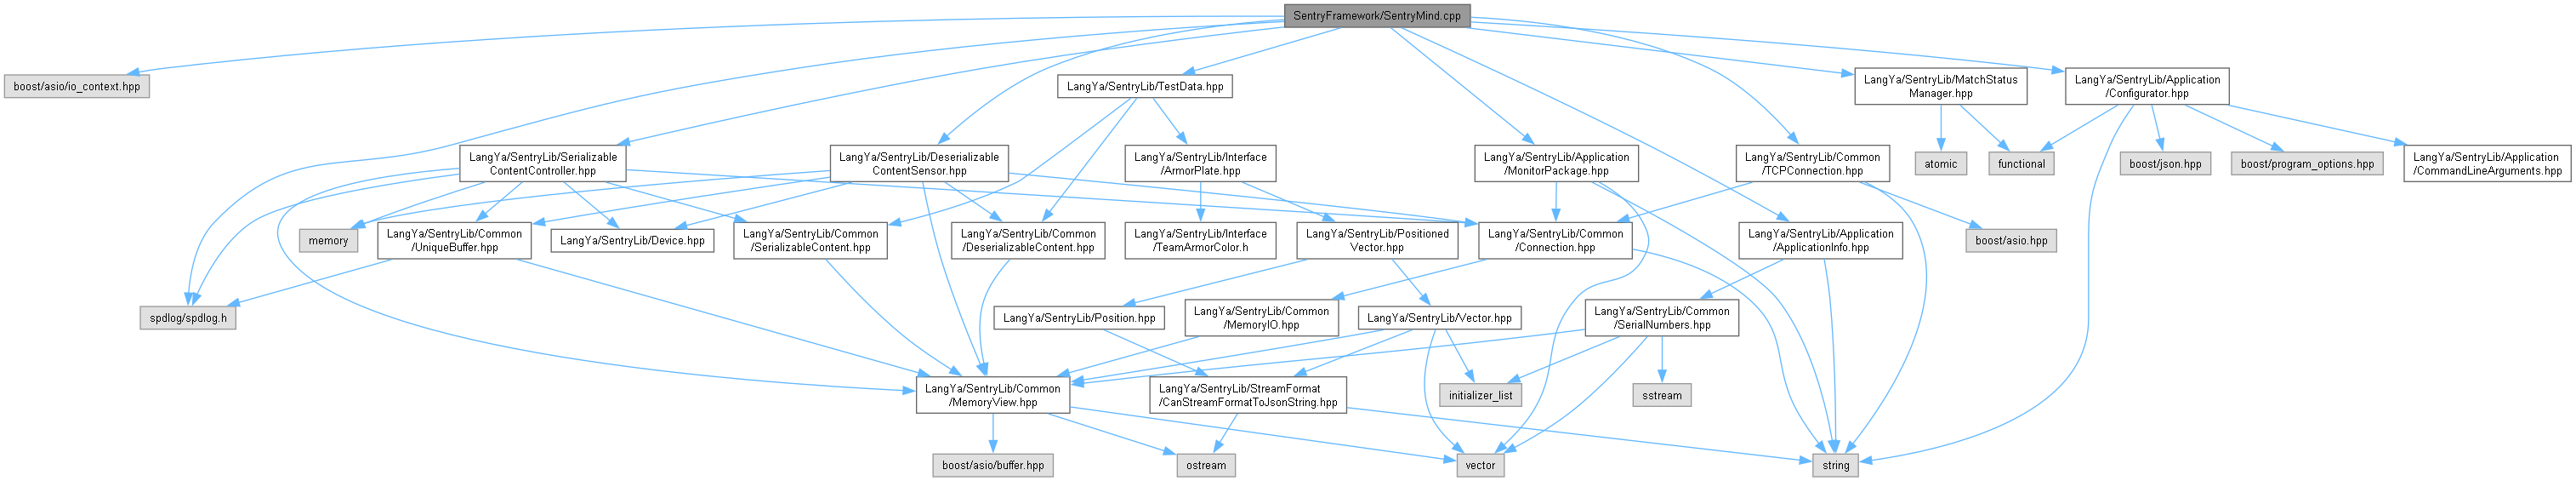 SentryFramework/SentryMind.cpp
boost/asio/io_context.hpp
LangYa/SentryLib/TestData.hpp
LangYa/SentryLib/MatchStatus
Manager.hpp
LangYa/SentryLib/Application
/Configurator.hpp
LangYa/SentryLib/Serializable
ContentController.hpp
LangYa/SentryLib/Deserializable
ContentSensor.hpp
LangYa/SentryLib/Interface
/ArmorPlate.hpp
LangYa/SentryLib/Application
/MonitorPackage.hpp
LangYa/SentryLib/Common
/TCPConnection.hpp
atomic
functional
boost/json.hpp
boost/program_options.hpp
LangYa/SentryLib/Application
/CommandLineArguments.hpp
memory
LangYa/SentryLib/Common
/UniqueBuffer.hpp
LangYa/SentryLib/Device.hpp
LangYa/SentryLib/Common
/SerializableContent.hpp
LangYa/SentryLib/Common
/DeserializableContent.hpp
LangYa/SentryLib/Interface
/TeamArmorColor.h
LangYa/SentryLib/Positioned
Vector.hpp
LangYa/SentryLib/Common
/Connection.hpp
LangYa/SentryLib/Application
/ApplicationInfo.hpp
boost/asio.hpp
spdlog/spdlog.h
LangYa/SentryLib/Position.hpp
LangYa/SentryLib/Common
/MemoryIO.hpp
LangYa/SentryLib/Vector.hpp
LangYa/SentryLib/Common
/SerialNumbers.hpp
LangYa/SentryLib/Common
/MemoryView.hpp
LangYa/SentryLib/StreamFormat
/CanStreamFormatToJsonString.hpp
initializer_list
sstream
boost/asio/buffer.hpp
ostream
vector
string